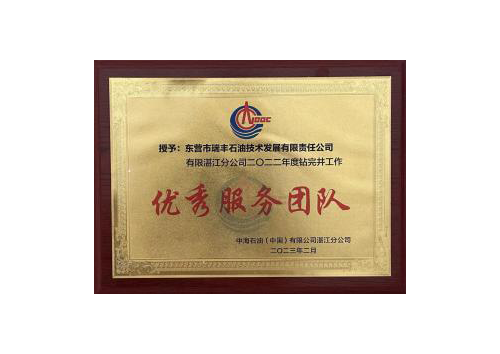 CNOOC
授予：东营市瑞丰石油技术发展有限责任公司
有限湛江分公司二〇二二年度钻完井工作
优秀服务团队
中海石油（中国）有限公司湛江分公司
二〇二三年二月